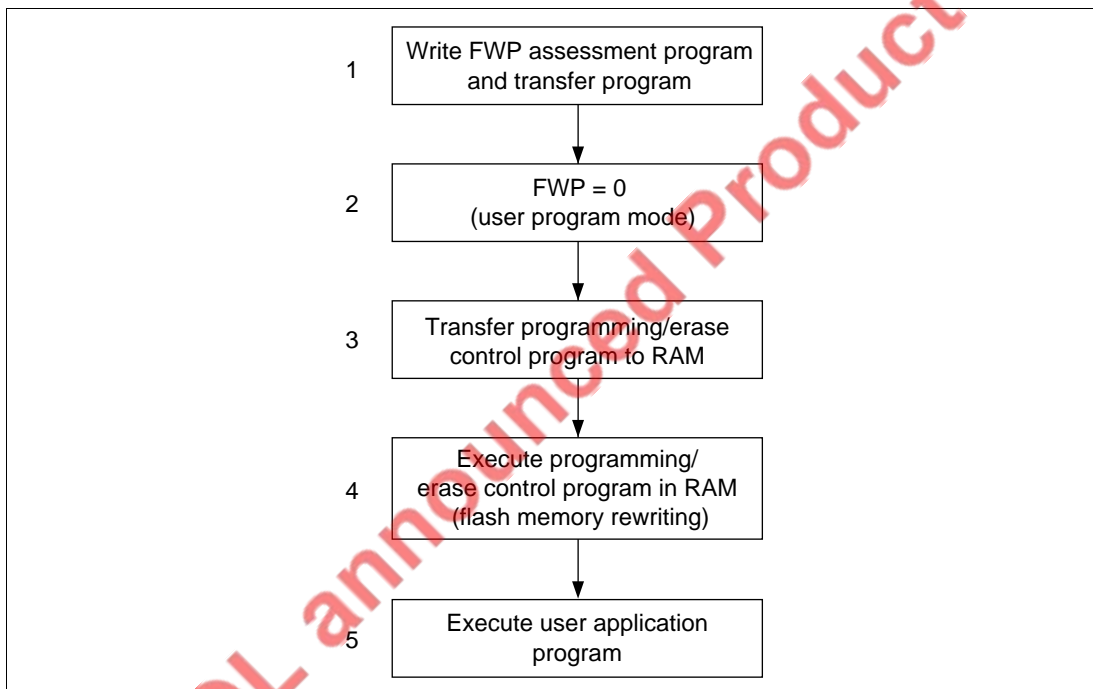 1
Write FWP assessment program
and transfer program
2
FWP = 0
(user program mode)
3
Transfer programming/erase
control program to RAM
4
Execute programming/
erase control program in RAM
(flash memory rewriting)
5
Execute user application
program
OL announced Product